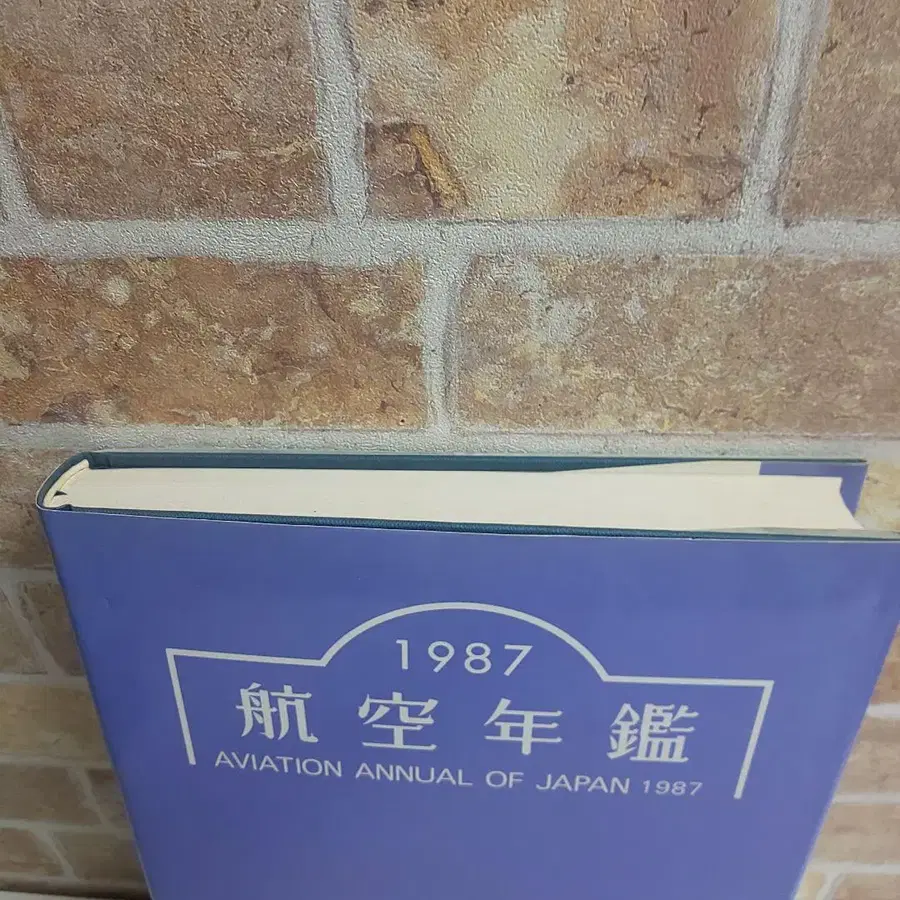 1987
航空年鑑
AVIATION ANNUAL OF JAPAN 1987